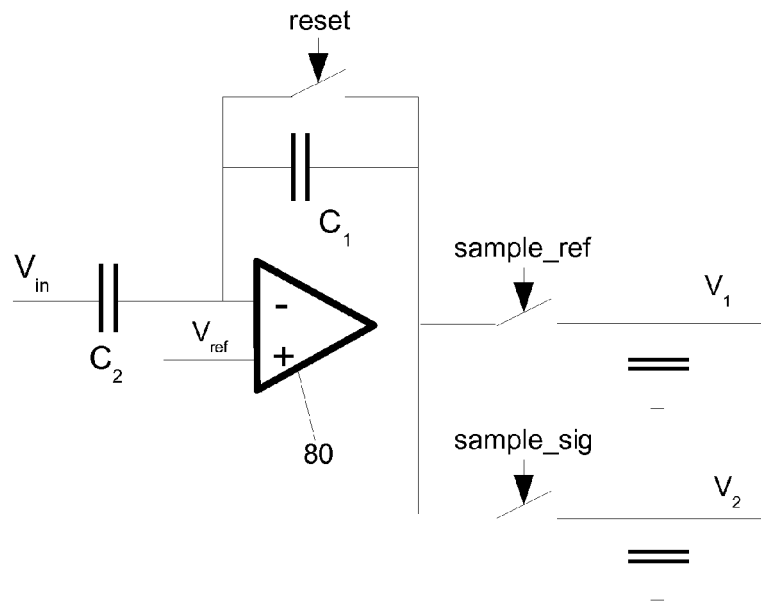 reset
C1
Vin
C2
Vref
-
+
80
sample_ref
V1
sample_sig
V2